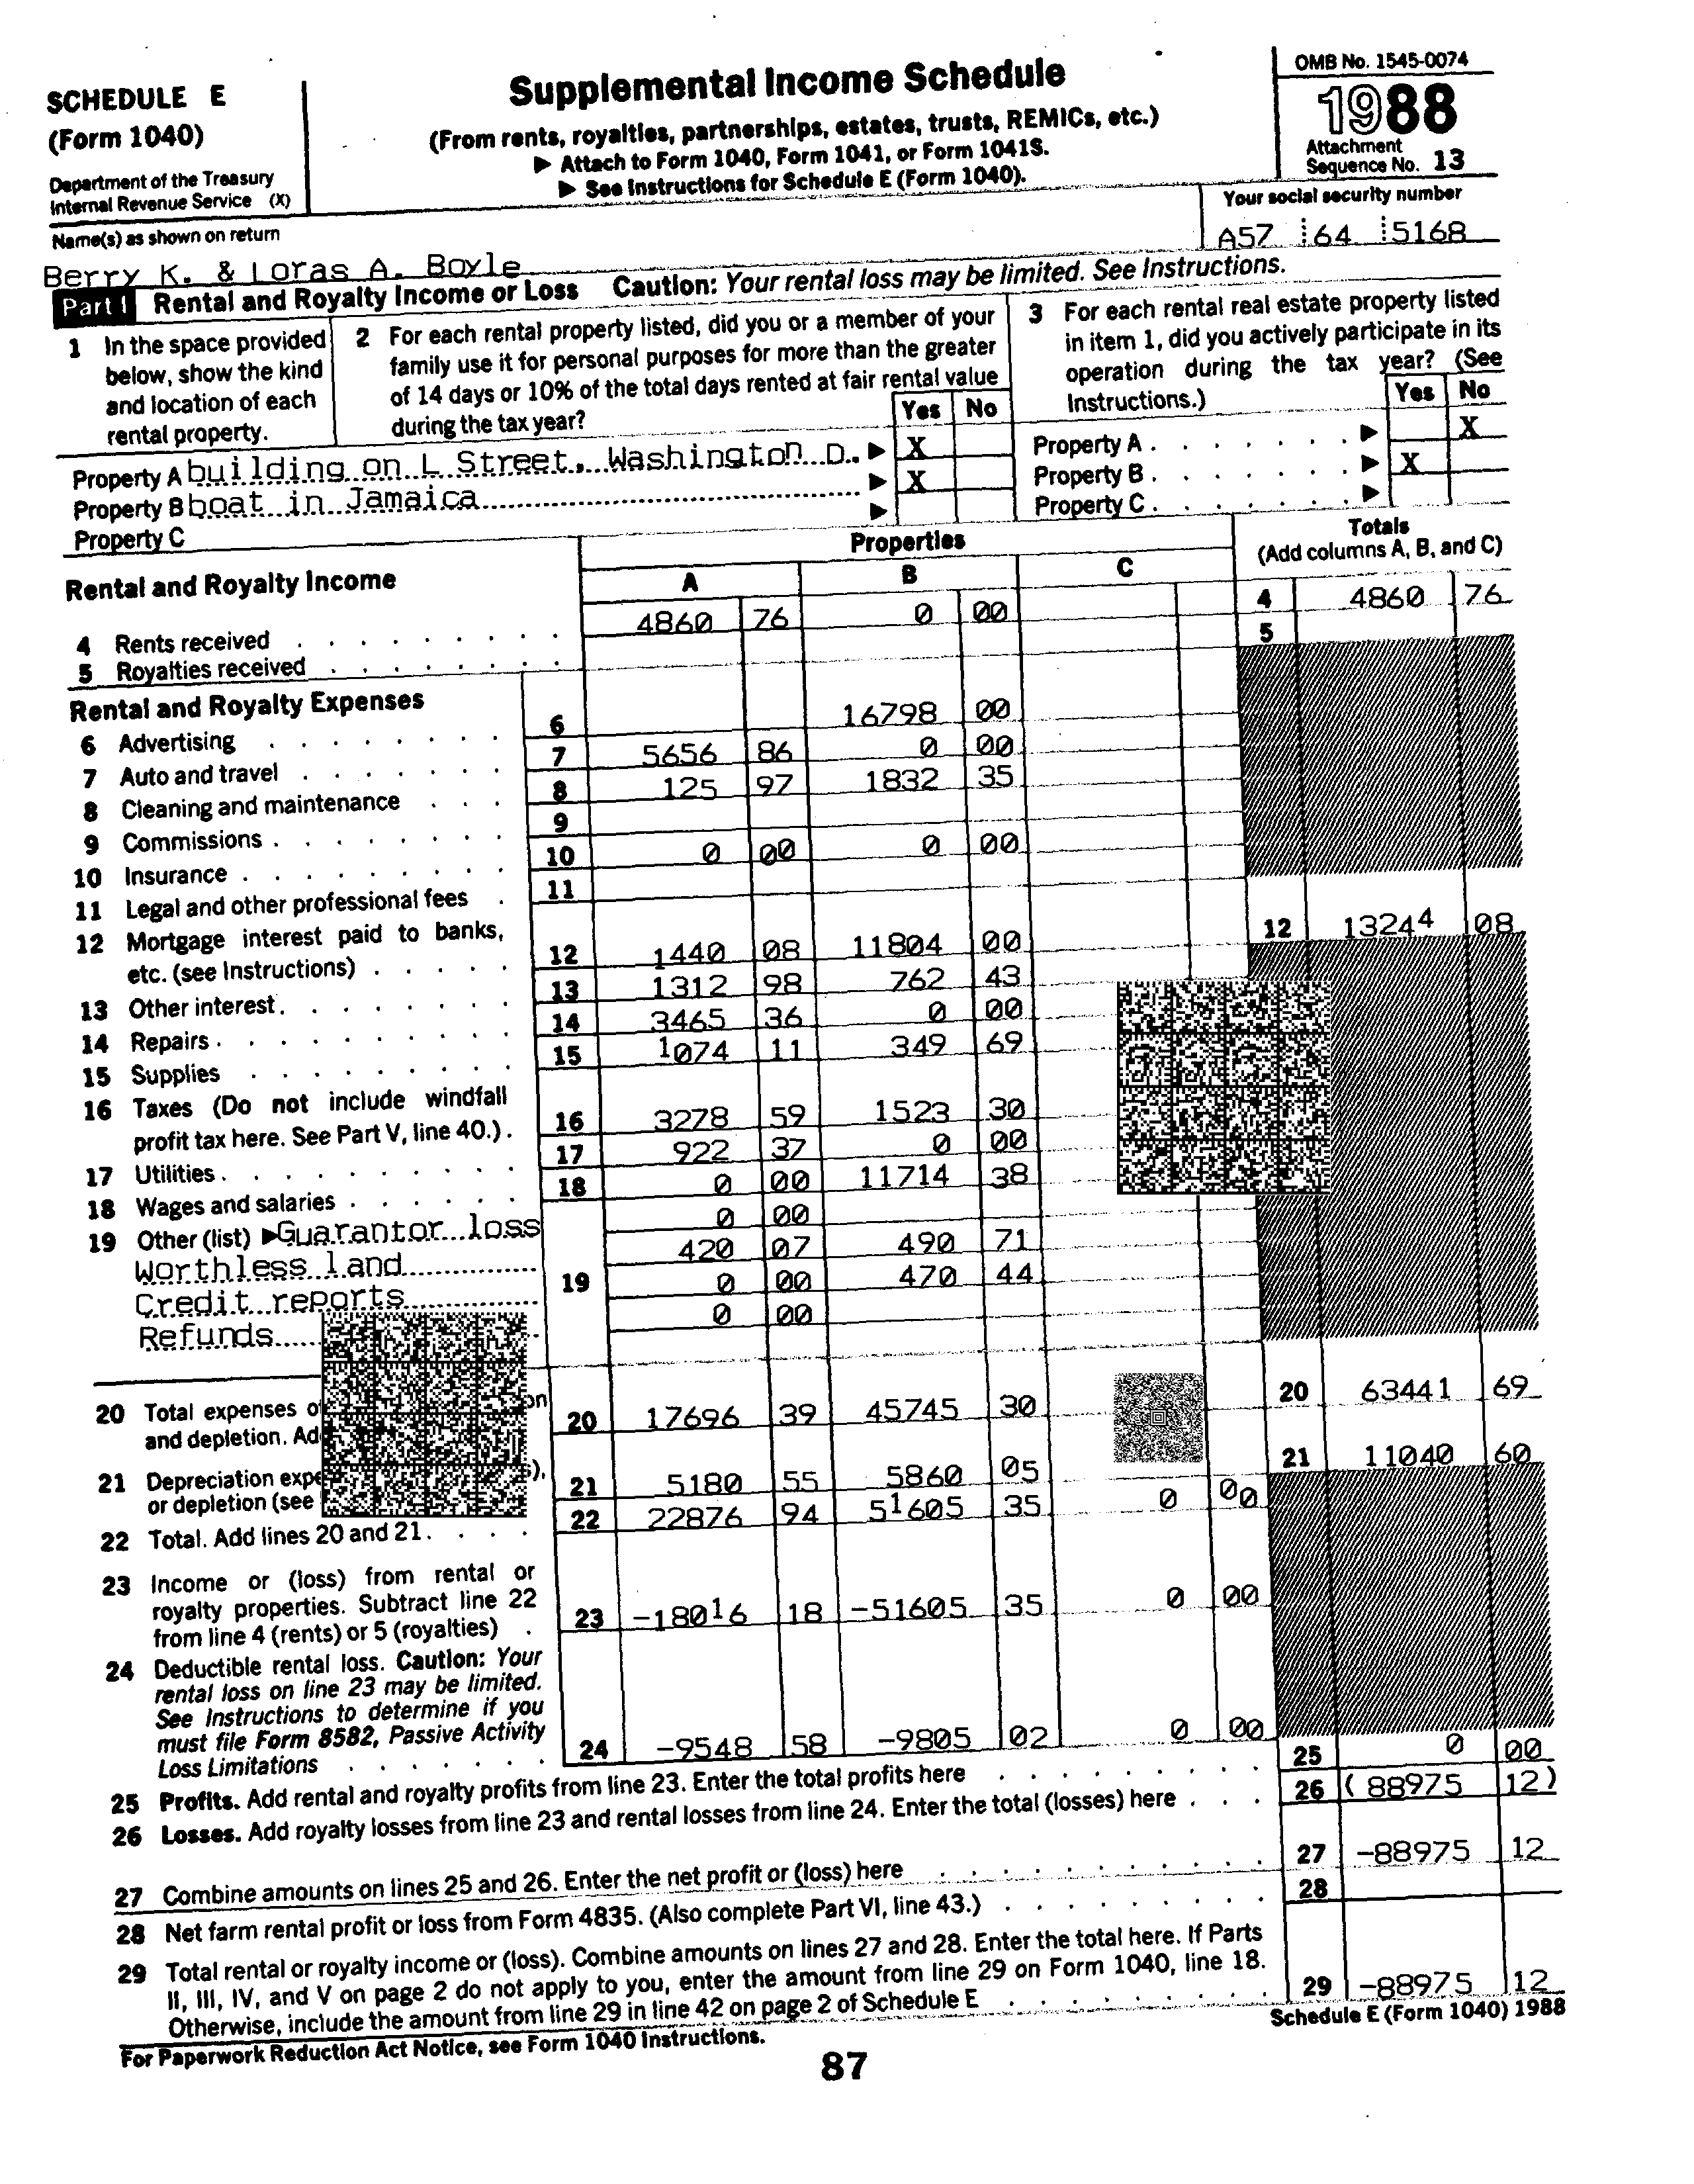 SCHEDULE E
(Form 1040)
Department of the Treasury
Internal Revenue Service (X)
Supplemental Income Schedule
(From rents, royalties, partnerships, estates, trusts, REMICs, etc.)
▶ Attach to Form 1040, Form 1041, or Form 1041S.
▶ See Instructions for Schedule E (Form 1040).
OMB No. 1545-0074
1988
Attachment
Sequence No. 13
Name(s) as shown on return
Berry K. & Loras A. Boyle
Your social security number
A57 64 5168
Part I Rental and Royalty Income or Loss Caution: Your rental loss may be limited. See Instructions.
1 In the space provided
below, show the kind
and location of each
rental property.
2 For each rental property listed, did you or a member of your
family use it for personal purposes for more than the greater
of 14 days or 10% of the total days rented at fair rental value
during the tax year?
Yes No
3 For each rental real estate property listed
in item 1, did you actively participate in its
operation during the tax year? (See
Instructions.)
Yes No
Property A building on L Street, Washington D. ▶ X
Property B boat in Jamaica ▶ X
Property C ▶
Property A . . . . . . . ▶ X
Property B . . . . . . . ▶ X
Property C . . . . . . . ▶
Rental and Royalty Income
Properties
A B C
Totals
(Add columns A, B, and C)
4 Rents received 4860 76 0 00 4 4860 76
5 Royalties received 5
Rental and Royalty Expenses
6 Advertising 6 16798 00
7 Auto and travel 7 5656 86 0 00
8 Cleaning and maintenance 8 125 97 1832 35
9 Commissions 9
10 Insurance 10 0 00 0 00
11 Legal and other professional fees 11
12 Mortgage interest paid to banks,
etc. (see Instructions) 12 1440 08 11804 00 12 13244 08
13 Other interest 13 1312 98 762 43
14 Repairs 14 3465 36 0 00
15 Supplies 15 1074 11 349 69
16 Taxes (Do not include windfall
profit tax here. See Part V, line 40.) 16 3278 59 1523 30
17 Utilities 17 922 37 0 00
18 Wages and salaries 18 0 00 11714 38
19 Other (list) ▶ Guarantor loss 0 00
Worthless land 420 07 490 71
Credit reports 19 0 00 470 44
Refunds 0 00
20 Total expenses
and depletion. 20 17696 39 45745 30 20 63441 69
21 Depreciation
or depletion (see 21 5180 55 5860 05 21 11040 60
22 Total. Add lines 20 and 21. 22 22876 94 51605 35 0 00
23 Income or (loss) from rental or
royalty properties. Subtract line 22
from line 4 (rents) or 5 (royalties) 23 -18016 18 -51605 35 0 00
24 Deductible rental loss. Caution: Your
rental loss on line 23 may be limited.
See Instructions to determine if you
must file Form 8582, Passive Activity
Loss Limitations 24 -9548 58 -9805 02 0 00
25 Profits. Add rental and royalty profits from line 23. Enter the total profits here 25 0 00
26 Losses. Add royalty losses from line 23 and rental losses from line 24. Enter the total (losses) here 26 (88975 12)
27 Combine amounts on lines 25 and 26. Enter the net profit or (loss) here 27 -88975 12
28 Net farm rental profit or loss from Form 4835. (Also complete Part VI, line 43.) 28
29 Total rental or royalty income or (loss). Combine amounts on lines 27 and 28. Enter the total here. If Parts
II, III, IV, and V on page 2 do not apply to you, enter the amount from line 29 on Form 1040, line 18.
Otherwise, include the amount from line 29 in line 42 on page 2 of Schedule E 29 -88975 12
For Paperwork Reduction Act Notice, see Form 1040 Instructions.
Schedule E (Form 1040) 1988
87